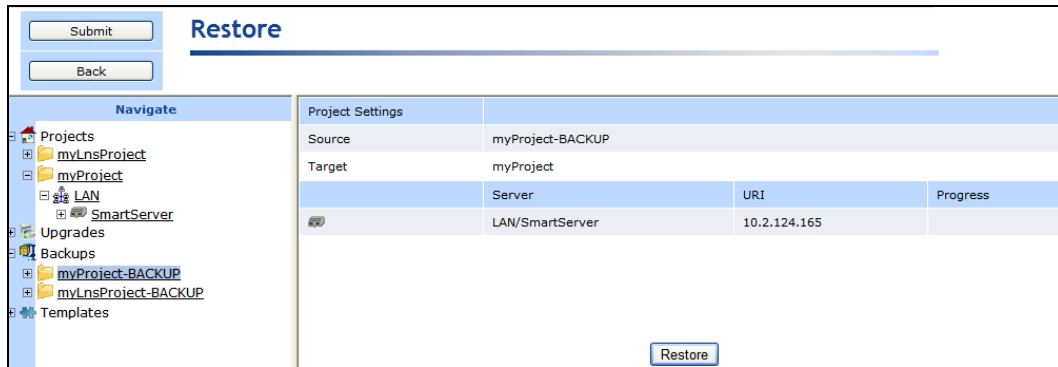 Submit
Restore
Back
Navigate
Projects
myLnsProject
myProject
LAN
SmartServer
Upgrades
Backups
myProject-BACKUP
myLnsProject-BACKUP
Templates
Project Settings
Source myProject-BACKUP
Target myProject
Server URI Progress
LAN/SmartServer 10.2.124.165
Restore